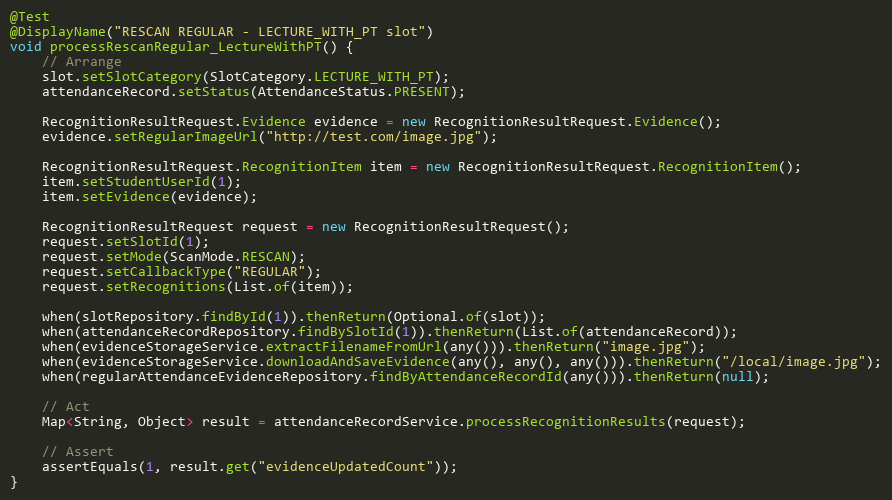 @Test
@DisplayName("RESCAN REGULAR - LECTURE_WITH_PT slot")
void processRescanRegular_LectureWithPT() {
    // Arrange
    slot.setSlotCategory(SlotCategory.LECTURE_WITH_PT);
    attendanceRecord.setStatus(AttendanceStatus.PRESENT);

    RecognitionResultRequest.Evidence evidence = new RecognitionResultRequest.Evidence();
    evidence.setRegularImageUrl("http://test.com/image.jpg");

    RecognitionResultRequest.RecognitionItem item = new RecognitionResultRequest.RecognitionItem();
    item.setStudentUserId(1);
    item.setEvidence(evidence);

    RecognitionResultRequest request = new RecognitionResultRequest();
    request.setSlotId(1);
    request.setMode(ScanMode.RESCAN);
    request.setCallbackType("REGULAR");
    request.setRecognitions(List.of(item));

    when(slotRepository.findById(1)).thenReturn(Optional.of(slot));
    when(attendanceRecordRepository.findBySlotId(1)).thenReturn(List.of(attendanceRecord));
    when(evidenceStorageService.extractFilenameFromUrl(any())).thenReturn("image.jpg");
    when(evidenceStorageService.downloadAndSaveEvidence(any(), any(), any())).thenReturn("/local/image.jpg");
    when(regularAttendanceEvidenceRepository.findByAttendanceRecordId(any())).thenReturn(null);

    // Act
    Map<String, Object> result = attendanceRecordService.processRecognitionResults(request);

    // Assert
    assertEquals(1, result.get("evidenceUpdatedCount"));
}